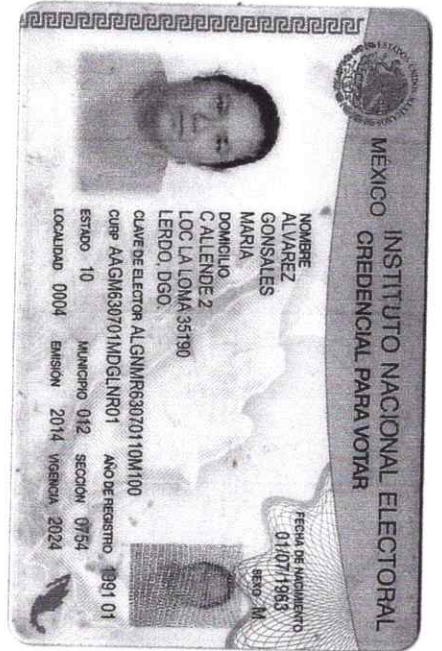 MÉXICO INSTITUTO NACIONAL ELECTORAL
CREDENCIAL PARA VOTAR
NOMBRE
ALVAREZ
GONSALES
MARIA
FECHA DE NACIMIENTO
01/07/1963
SEXO M
DOMICILIO
C ALLENDE 2
LOC LA LOMA 35190
LERDO, DGO.
CLAVE DE ELECTOR ALGNMR63070110M100
CURP AAGM630701MDGLNR01 AÑO DE REGISTRO 1991 01
ESTADO 10 MUNICIPIO 012 SECCIÓN 0754
LOCALIDAD 0004 EMISIÓN 2014 VIGENCIA 2024